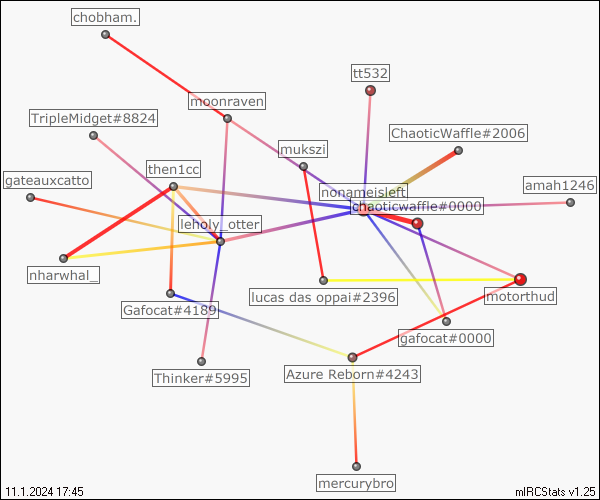 chobham.
tt532
moonraven
TripleMidget#8824
ChaoticWaffle#2006
mukszi
then1cc
gateauxcatto
amah1246
nonameisleft
chaoticwaffle#0000
leholy_otter
nharwhal_
lucas das oppai#2396
motorthud
Gafocat#4189
gafocat#0000
Thinker#5995
Azure Reborn#4243
mercurybro
11.1.2024 17:45
mIRCStats v1.25